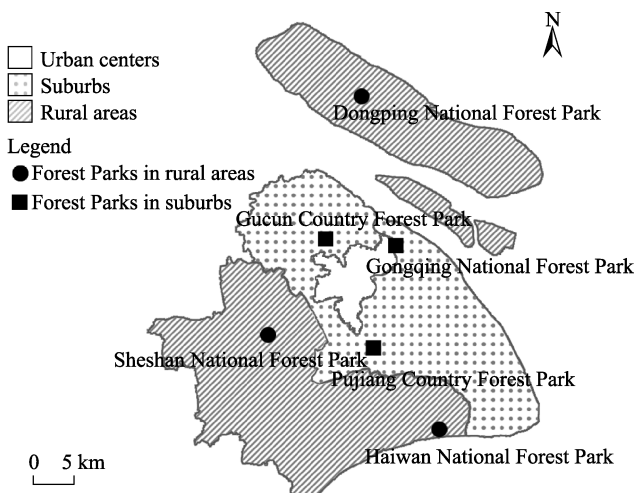 N
Urban centers
Suburbs
Rural areas
Legend
Forest Parks in rural areas
Forest Parks in suburbs
Dongping National Forest Park
Gucun Country Forest Park
Gongqing National Forest Park
Sheshan National Forest Park
Pujiang Country Forest Park
Haiwan National Forest Park
0 5 km